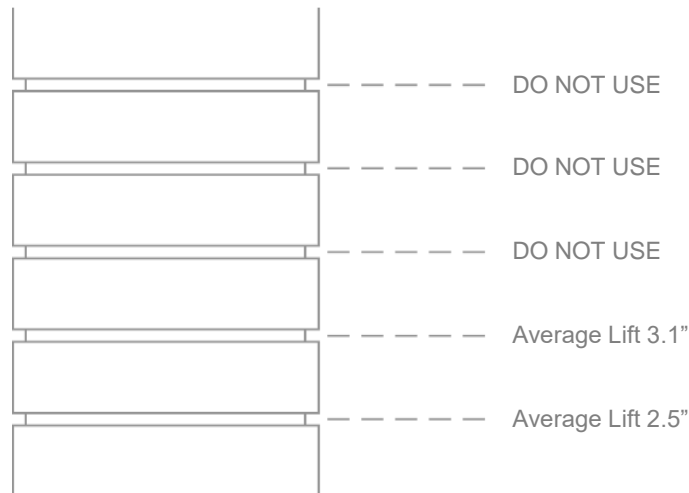 DO NOT USE
DO NOT USE
DO NOT USE
Average Lift 3.1”
Average Lift 2.5”